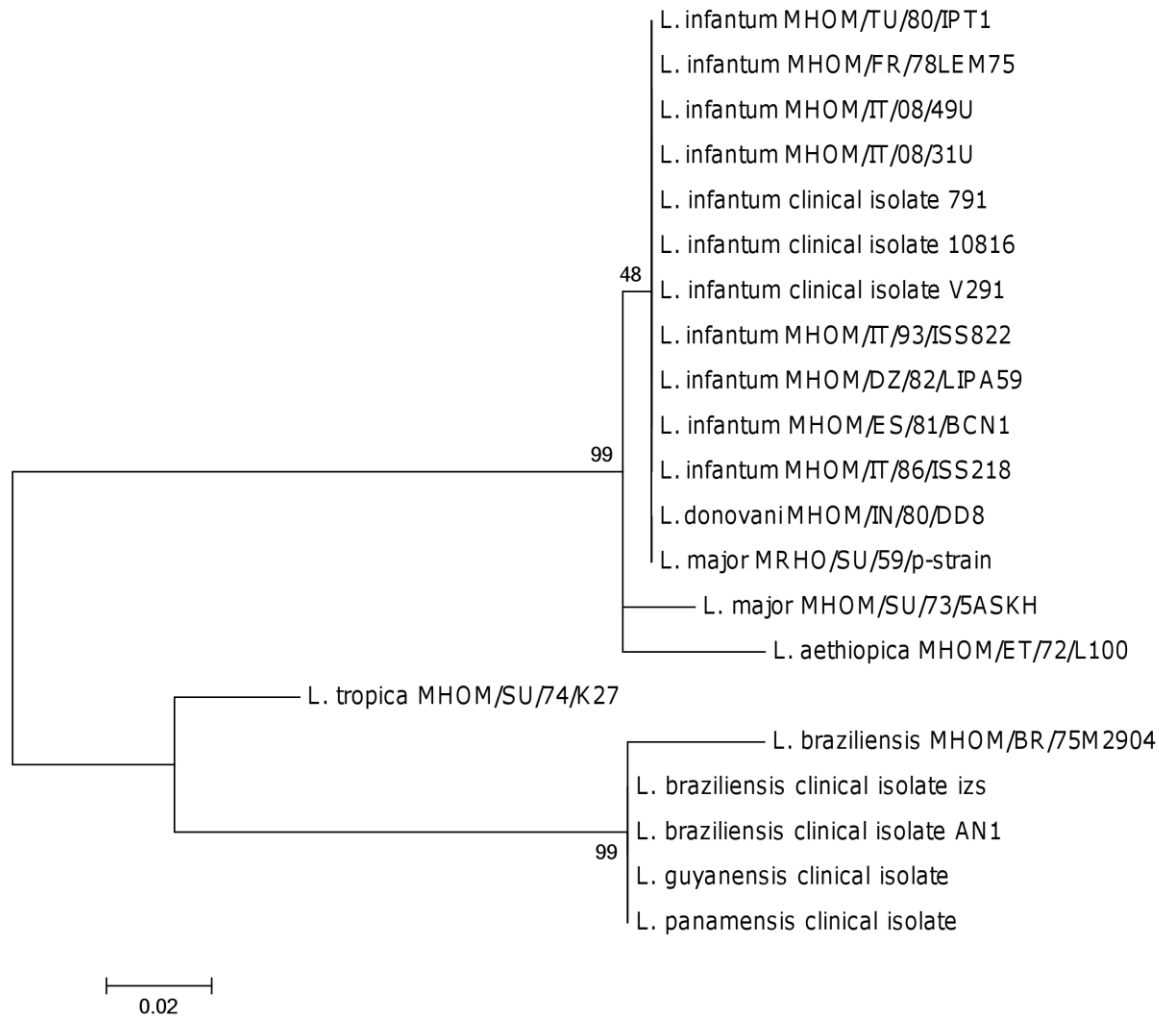 L. infantum MHOM/TU/80/IPT1
L. infantum MHOM/FR/78LEM75
L. infantum MHOM/IT/08/49U
L. infantum MHOM/IT/08/31U
L. infantum clinical isolate 791
L. infantum clinical isolate 10816
48
L. infantum clinical isolate V291
L. infantum MHOM/IT/93/ISS822
L. infantum MHOM/DZ/82/LIPA59
L. infantum MHOM/ES/81/BCN1
99
L. infantum MHOM/IT/86/ISS218
L. donovani MHOM/IN/80/DD8
L. major MRHO/SU/59/p-strain
L. major MHOM/SU/73/5ASKH
L. aethiopica MHOM/ET/72/L100
L. tropica MHOM/SU/74/K27
L. braziliensis MHOM/BR/75M2904
L. braziliensis clinical isolate izs
L. braziliensis clinical isolate AN1
99
L. guyanensis clinical isolate
L. panamensis clinical isolate
0.02